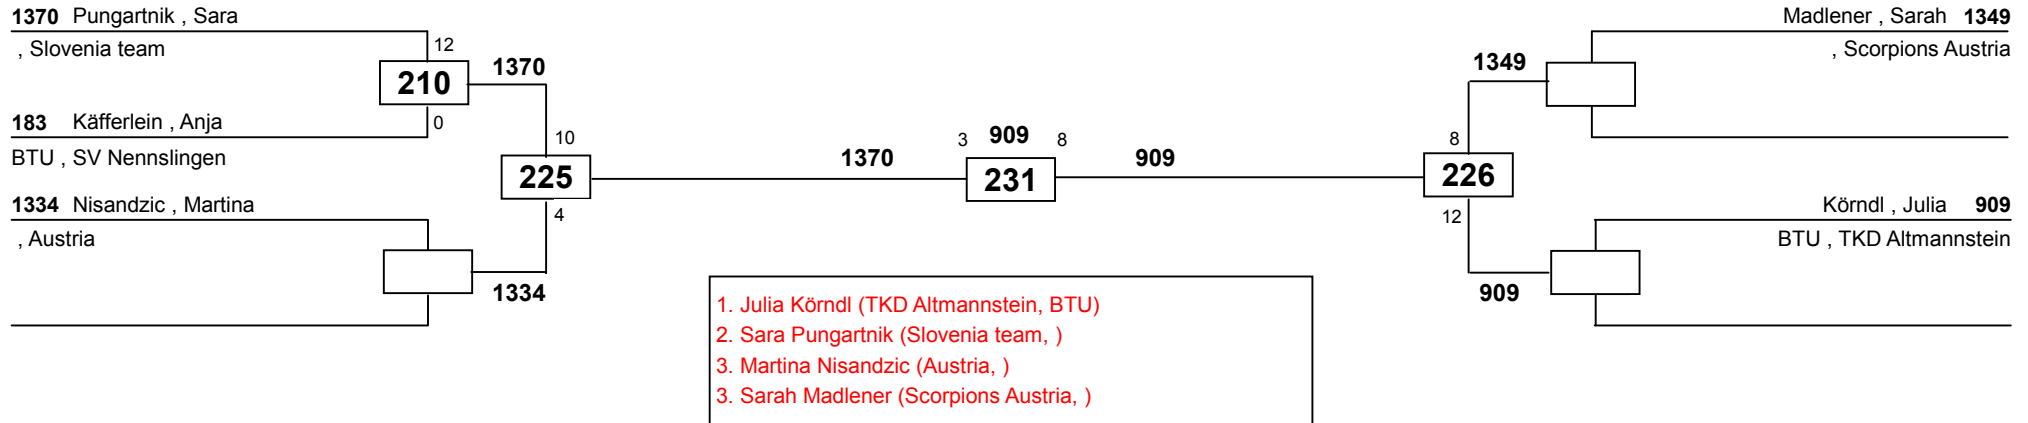 1370 Pungartnik , Sara
, Slovenia team
12
210
1370
183 Käfferlein , Anja
0
BTU , SV Nennslingen
10
225
4
1334 Nisandzic , Martina
, Austria
1334
1370
3 909 8
231
909
Madlener , Sarah 1349
, Scorpions Austria
1349
8
226
12
Körndl , Julia 909
BTU , TKD Altmannstein
909
1. Julia Körndl (TKD Altmannstein, BTU)
2. Sara Pungartnik (Slovenia team, )
3. Martina Nisandzic (Austria, )
3. Sarah Madlener (Scorpions Austria, )